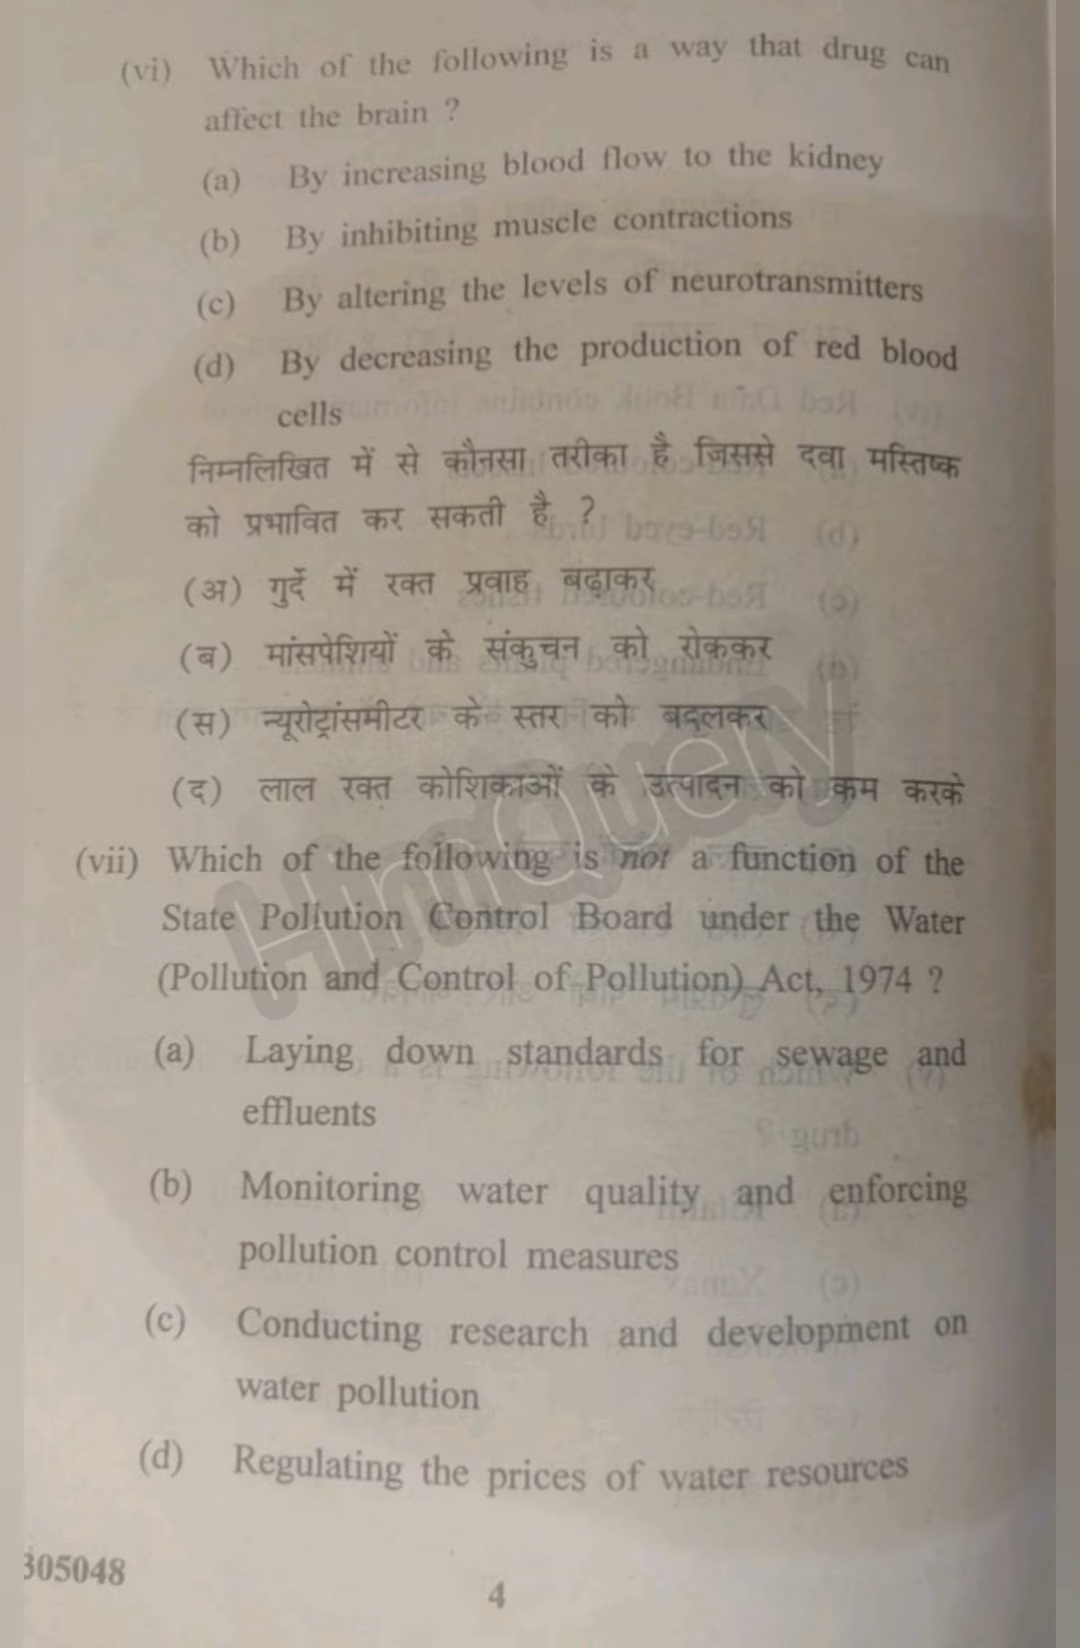 (vi) Which of the following is a way that drug can
affect the brain ?
(a) By increasing blood flow to the kidney
(b) By inhibiting muscle contractions
(c) By altering the levels of neurotransmitters
(d) By decreasing the production of red blood
cells
निम्नलिखित में से कौनसा तरीका है जिससे दवा मस्तिष्क
को प्रभावित कर सकती है ?
(अ) गुर्दे में रक्त प्रवाह बढ़ाकर
(ब) मांसपेशियों के संकुचन को रोककर
(स) न्यूरोट्रांसमीटर के स्तर को बदलकर
(द) लाल रक्त कोशिकाओं के उत्पादन को कम करके
(vii) Which of the following is not a function of the
State Pollution Control Board under the Water
(Pollution and Control of Pollution) Act, 1974 ?
(a) Laying down standards for sewage and
effluents
(b) Monitoring water quality and enforcing
pollution control measures
(c) Conducting research and development on
water pollution
(d) Regulating the prices of water resources
305048
4
HimQuery